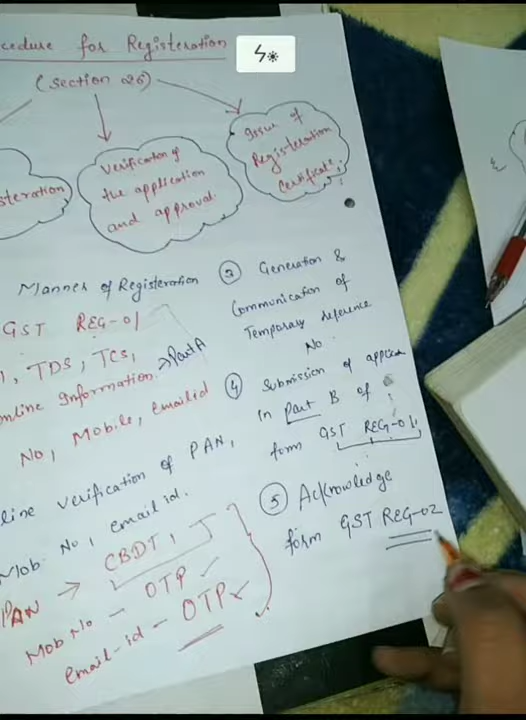 cedure for Registeration
(Section 26)
steration
Verification of
the application
and approval.
Issue of
Registeration
Certificate;
Manner of Registeration
GST REG-01
, TDS, TCS,
nline Information → Part A
No, Mobile, emailid
line verification of PAN,
Mob No, email id.
PAN → CBDT,
Mob No - OTP ✓
email-id - OTP ✓
③ Generation &
Communication of
Temporary reference
No.
④ Submission of applica
in Part B of
form GST REG-01,
⑤ Acknowledge
form GST REG-02